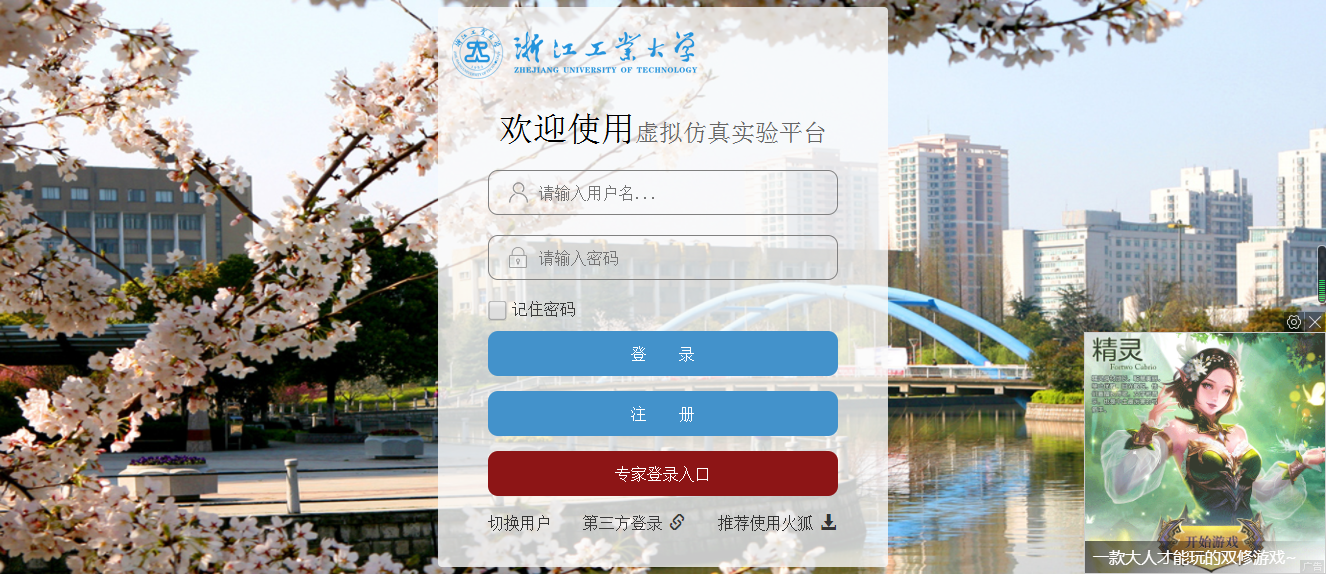 浙江工业大学
ZHEJIANG UNIVERSITY OF TECHNOLOGY
欢迎使用虚拟仿真实验平台
请输入用户名...
请输入密码
记住密码
登 录
注 册
专家登录入口
切换用户 第三方登录 推荐使用火狐
精灵
Fortwo Cabrio
开始游戏
一款大人才能玩的双修游戏~
广告